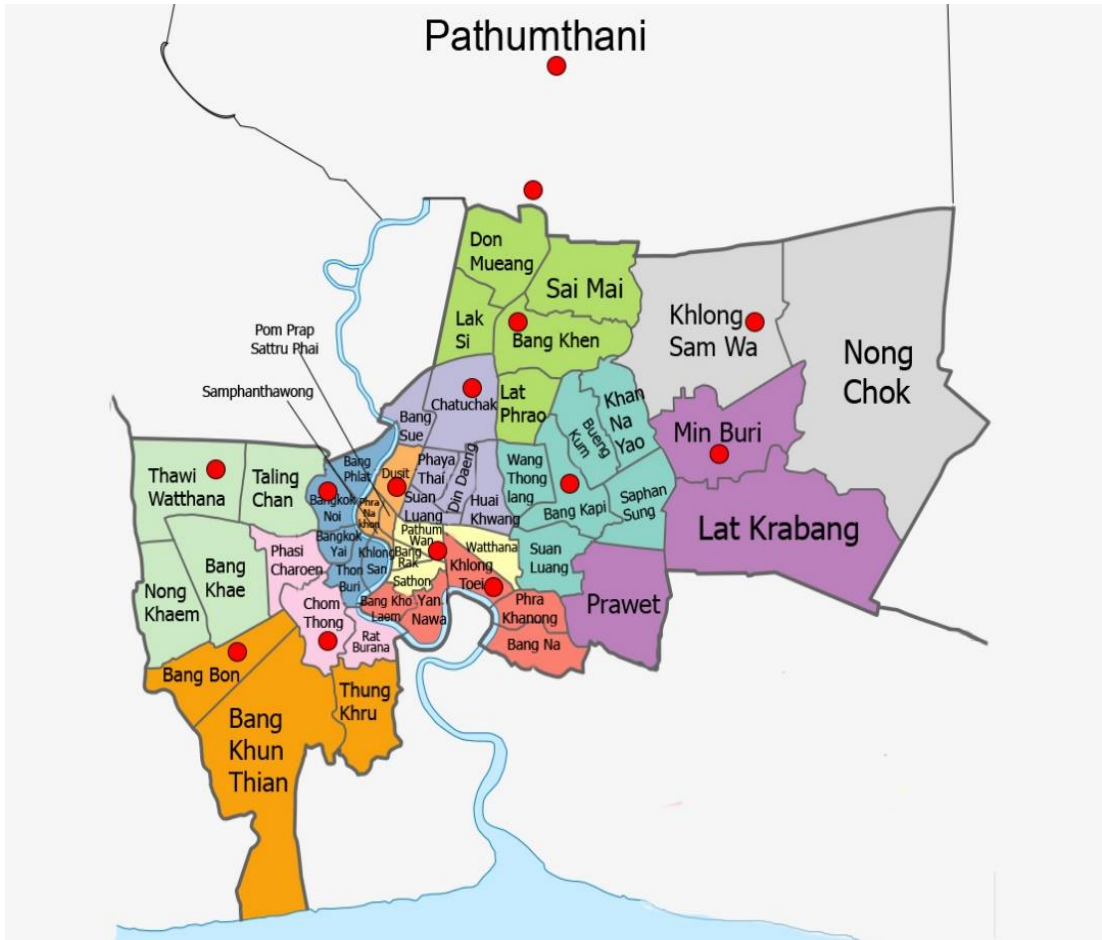 Pathumthani
Don
Mueang
Sai Mai
Lak
Si
Bang Khen
Khlong
Sam Wa
Nong
Chok
Pom Prap
Sattru Phai
Samphanthawong
Chatuchak
Lat
Phrao
Bang
Sue
Khan
Na
Yao
Bueng
Kum
Min Buri
Thawi
Watthana
Taling
Chan
Bang
Phlat
Dusit
Phaya
Thai
Din Daeng
Wang
Thong
lang
Bangkok
Noi
Phra
Na
khon
Suan
Luang
Huai
Khwang
Bang Kapi
Saphan
Sung
Lat Krabang
Pathum
Wan
Watthana
Bangkok
Yai
Khlong
San
Bang
Rak
Phasi
Charoen
Bang
Khae
Nong
Khaem
Thon
Buri
Sathon
Khlong
Toei
Suan
Luang
Prawet
Chom
Thong
Bang Kho
Laem
Yan
Nawa
Phra
Khanong
Rat
Burana
Bang Na
Bang Bon
Thung
Khru
Bang
Khun
Thian